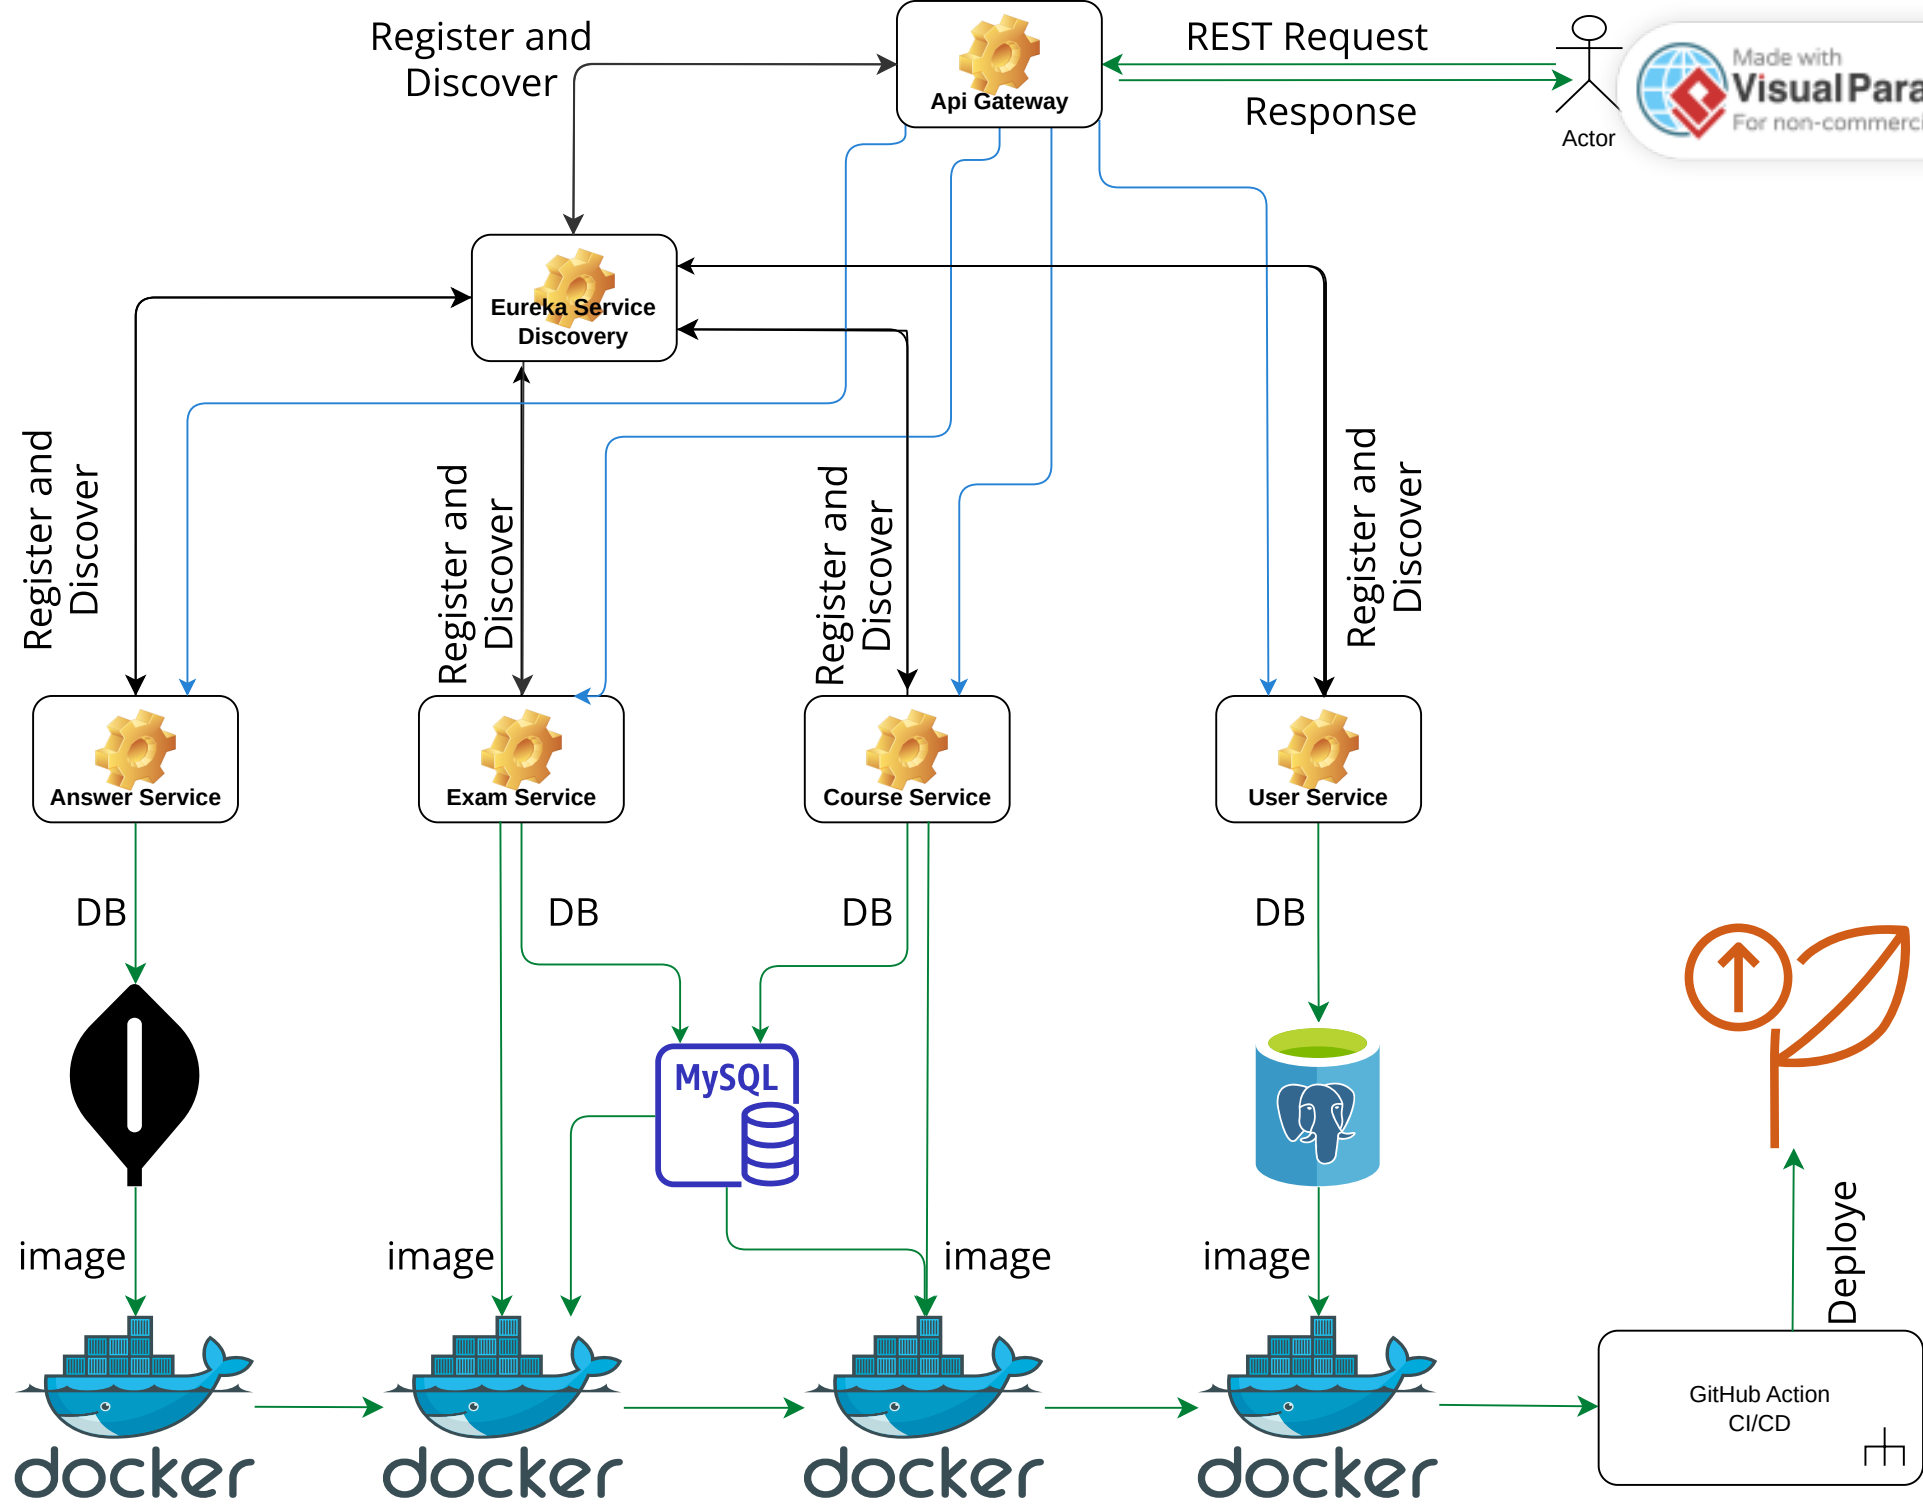 Register and
Discover
REST Request
Response
Api Gateway
Actor
Made with
Visual Para
For non-commerci
Eureka Service
Discovery
Register and
Discover
Register and
Discover
Register and
Discover
Register and
Discover
Answer Service
Exam Service
Course Service
User Service
DB
DB
DB
DB
MySQL
image
image
image
image
Deploye
GitHub Action
CI/CD
docker
docker
docker
docker